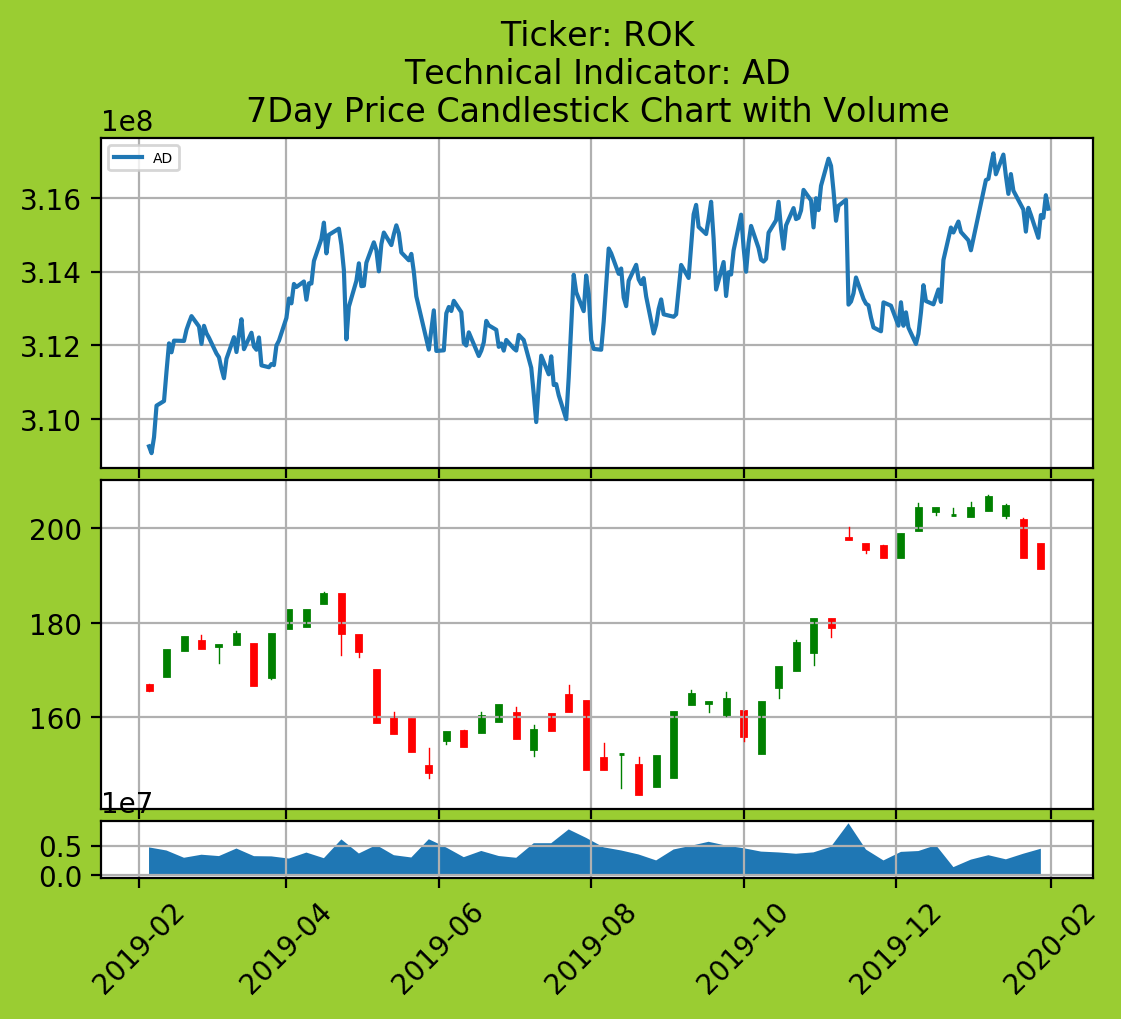 Ticker: ROK
Technical Indicator: AD
7Day Price Candlestick Chart with Volume
1e8
AD
3.16
3.14
3.12
3.10
200
180
160
1e7
0.5
0.0
2019-02
2019-04
2019-06
2019-08
2019-10
2019-12
2020-02